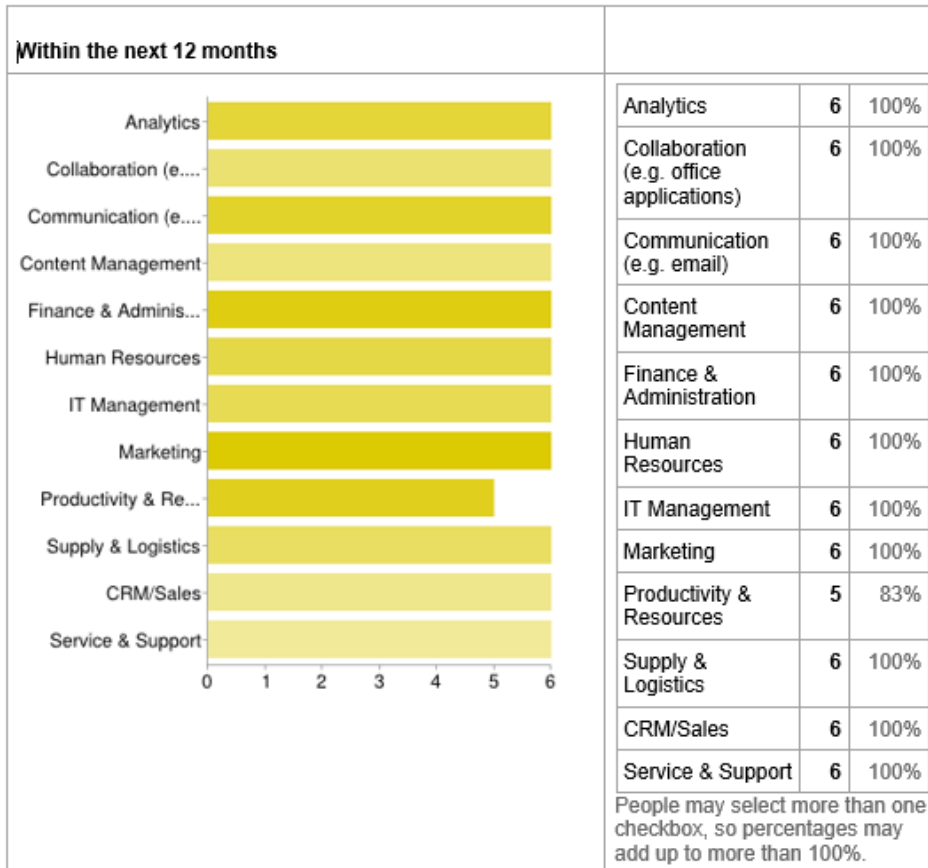 Within the next 12 months
Analytics
Collaboration (e....
Communication (e....
Content Management
Finance & Adminis...
Human Resources
IT Management
Marketing
Productivity & Re...
Supply & Logistics
CRM/Sales
Service & Support
0 1 2 3 4 5 6
Analytics 6 100%
Collaboration 6 100%
(e.g. office
applications)
Communication 6 100%
(e.g. email)
Content 6 100%
Management
Finance & 6 100%
Administration
Human 6 100%
Resources
IT Management 6 100%
Marketing 6 100%
Productivity & 5 83%
Resources
Supply & 6 100%
Logistics
CRM/Sales 6 100%
Service & Support 6 100%
People may select more than one
checkbox, so percentages may
add up to more than 100%.